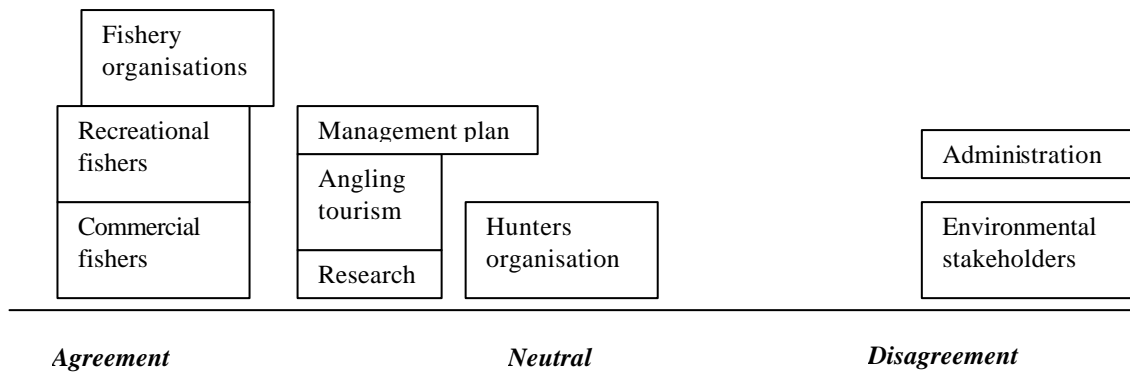 Fishery
organisations
Recreational
fishers
Management plan
Administration
Angling
tourism
Commercial
fishers
Hunters
organisation
Environmental
stakeholders
Research
Agreement
Neutral
Disagreement